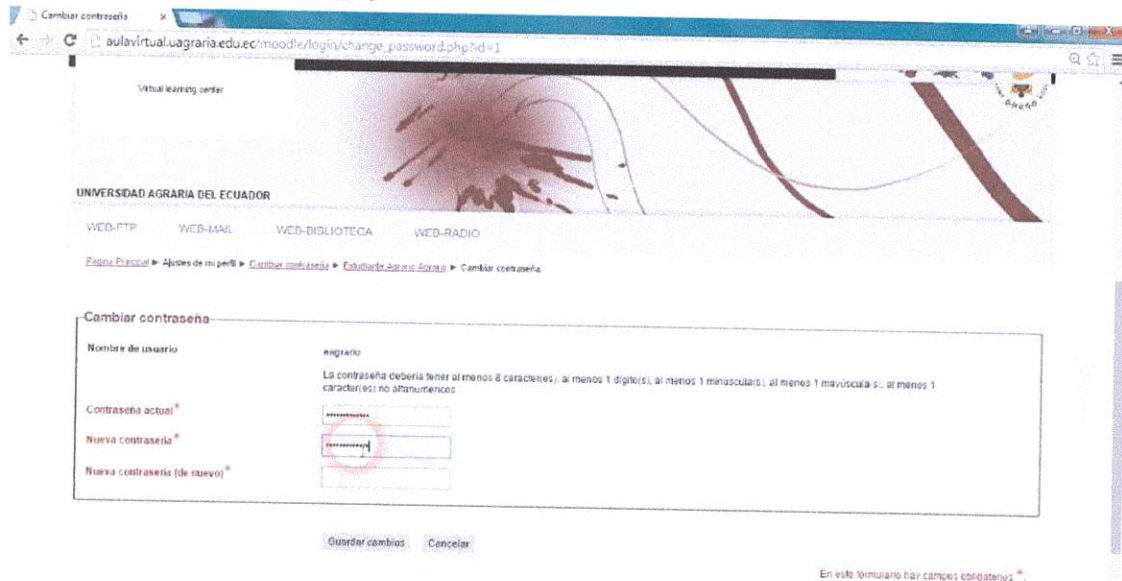 Cambiar contraseña
aulavirtual.uagraria.edu.ec/moodle/login/change_password.php?id=1
Virtual learning center
UNIVERSIDAD AGRARIA DEL ECUADOR
WEB-FTP WEB-MAIL WEB-BIBLIOTECA WEB-RADIO
Página Principal ► Ajustes de mi perfil ► Cambiar contraseña ► Estudiante Agrario Agrario ► Cambiar contraseña
Cambiar contraseña
Nombre de usuario eagrario
La contraseña debería tener al menos 8 caracter(es), al menos 1 dígito(s), al menos 1 minúscula(s), al menos 1 mayúscula(s), al menos 1
caracter(es) no alfanuméricos
Contraseña actual*
Nueva contraseña*
Nueva contraseña (de nuevo)*
Guardar cambios Cancelar
En este formulario hay campos obligatorios *.